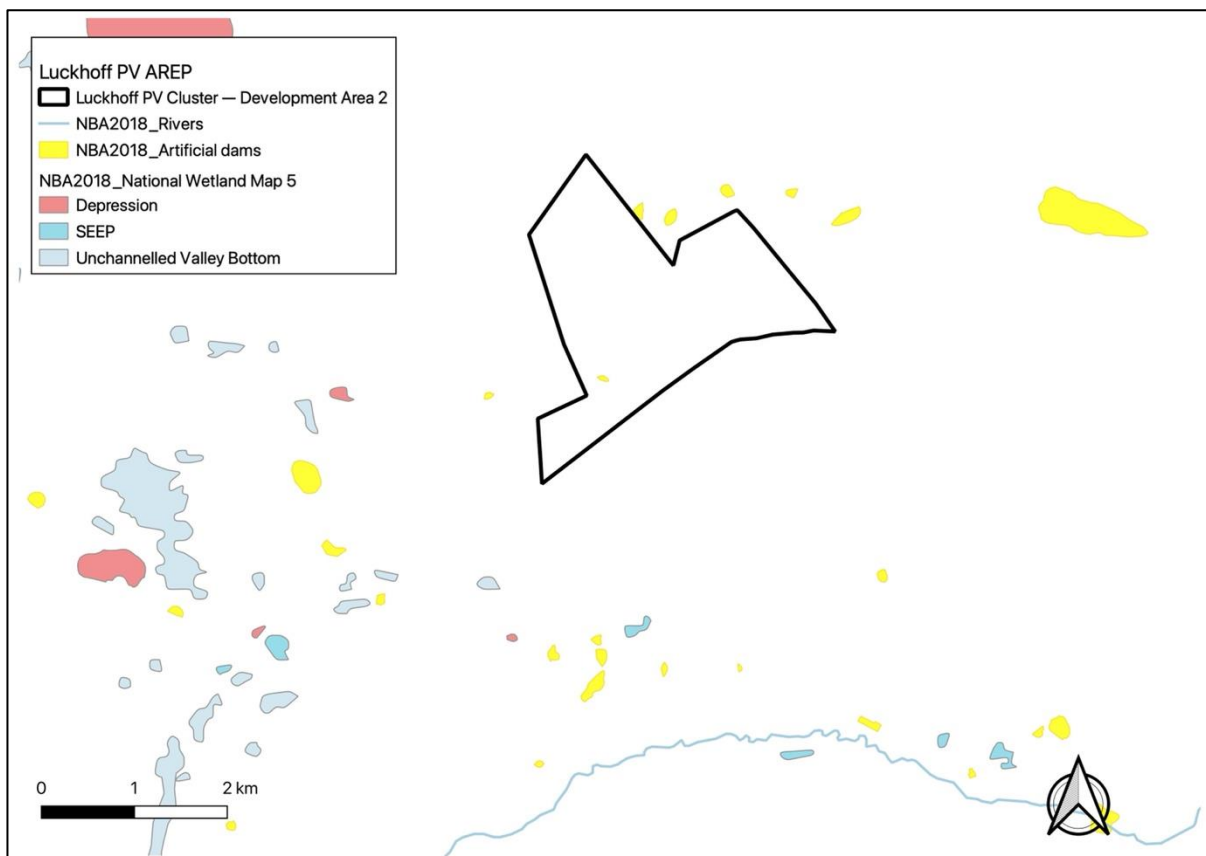 Luckhoff PV AREP
Luckhoff PV Cluster — Development Area 2
NBA2018_Rivers
NBA2018_Artificial dams
NBA2018_National Wetland Map 5
Depression
SEEP
Unchannelled Valley Bottom
0 1 2 km